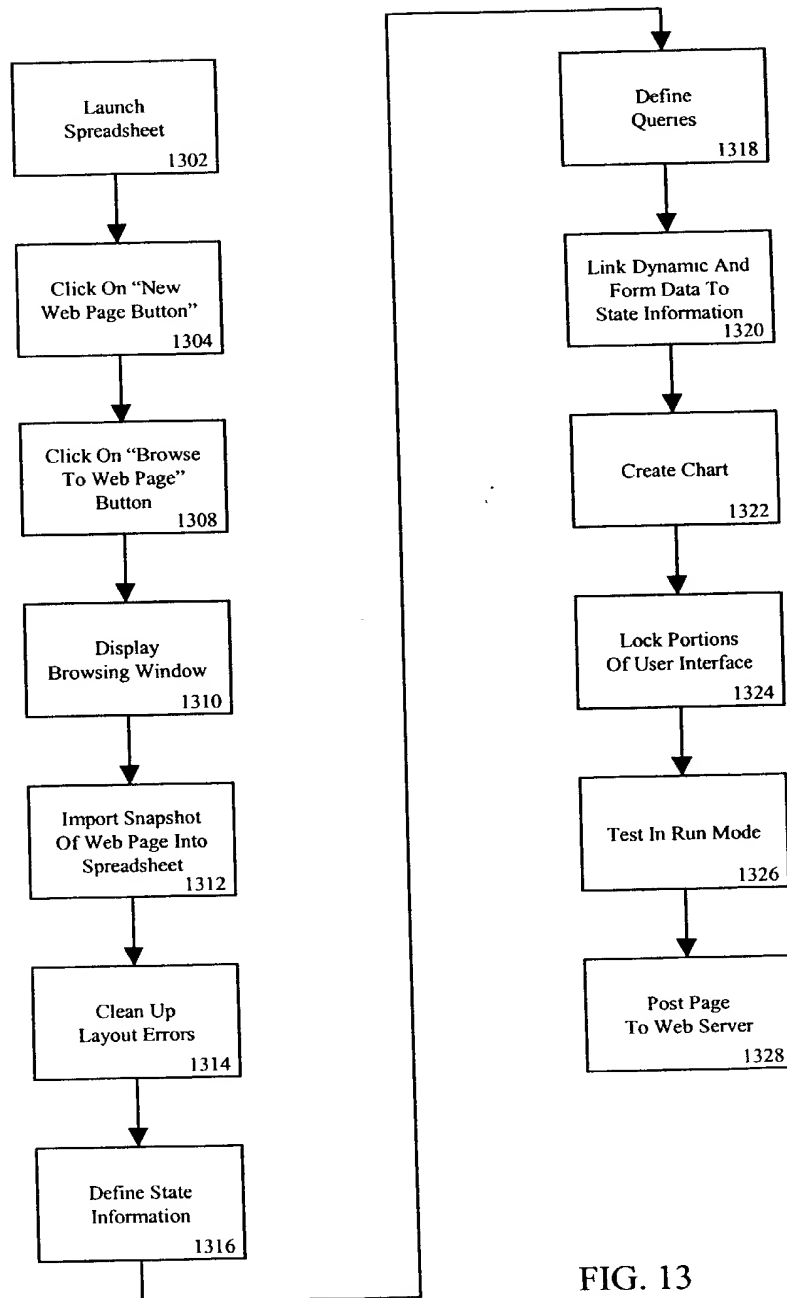 Launch
Spreadsheet
1302
Click On “New
Web Page Button”
1304
Click On “Browse
To Web Page”
Button
1308
Display
Browsing Window
1310
Import Snapshot
Of Web Page Into
Spreadsheet
1312
Clean Up
Layout Errors
1314
Define State
Information
1316
Define
Queries
1318
Link Dynamic And
Form Data To
State Information
1320
Create Chart
1322
Lock Portions
Of User Interface
1324
Test In Run Mode
1326
Post Page
To Web Server
1328
FIG. 13